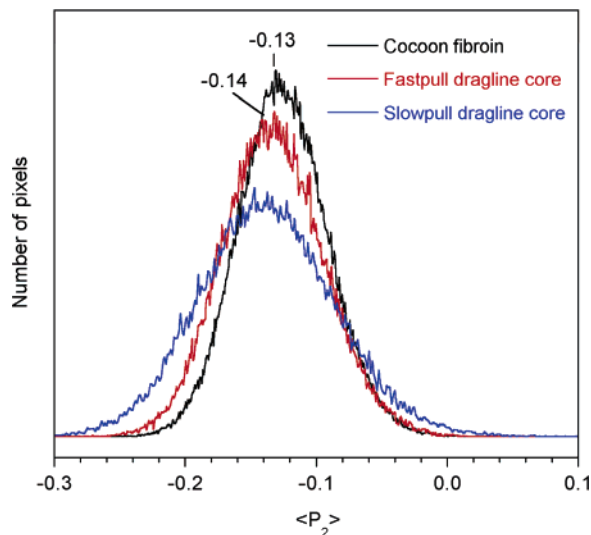 -0.13
-0.14
Cocoon fibroin
Fastpull dragline core
Slowpull dragline core
Number of pixels
-0.3 -0.2 -0.1 0.0 0.1
<P₂>